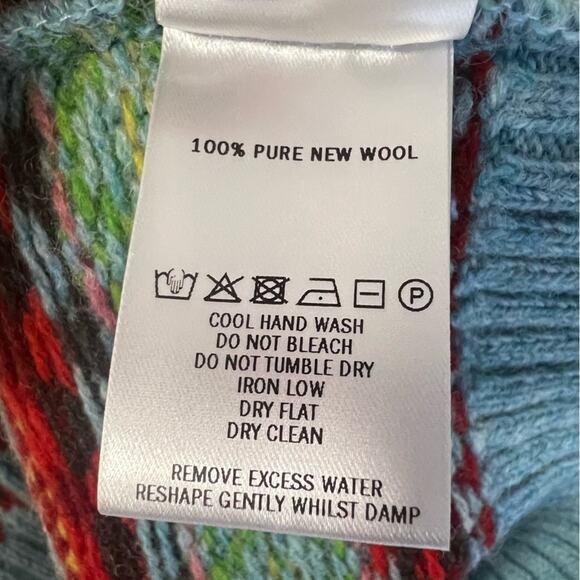 100% PURE NEW WOOL
P
COOL HAND WASH
DO NOT BLEACH
DO NOT TUMBLE DRY
IRON LOW
DRY FLAT
DRY CLEAN
REMOVE EXCESS WATER
RESHAPE GENTLY WHILST DAMP